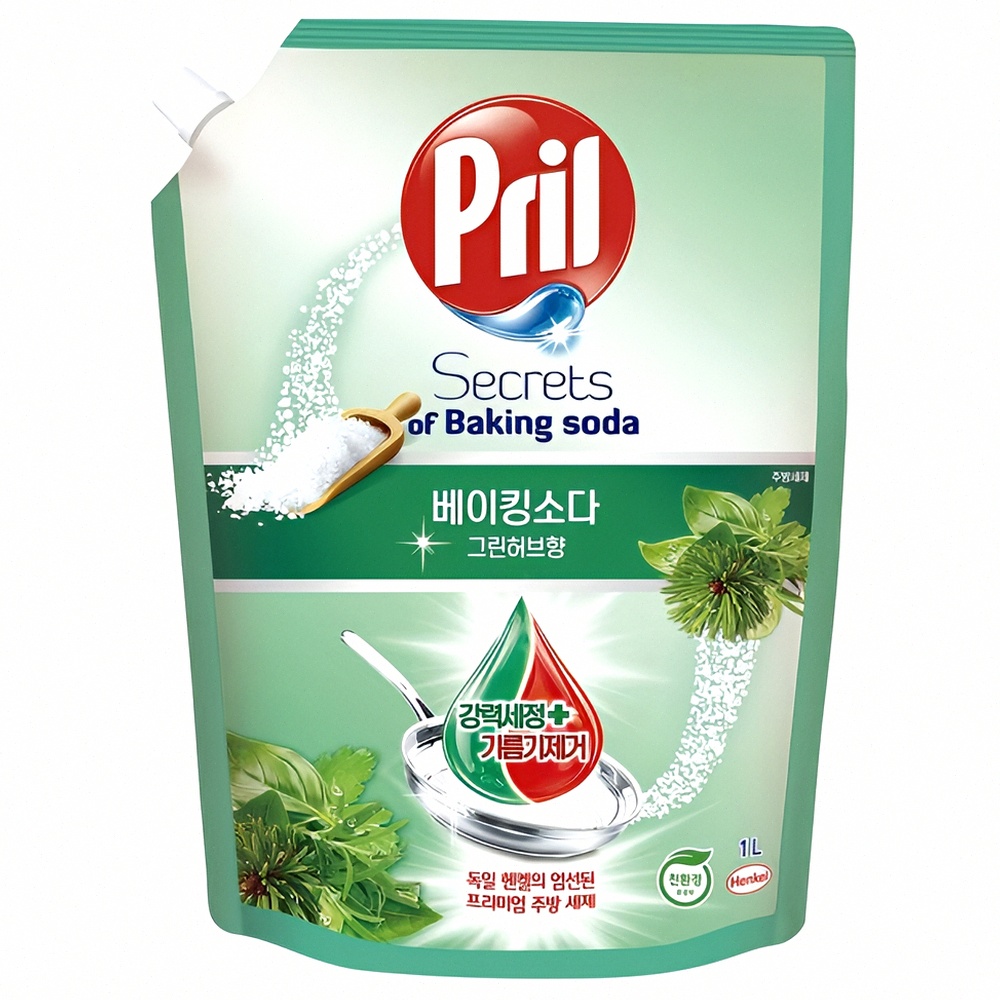 Pril
Secrets
of Baking soda
주방세제
베이킹소다
그린허브향
강력세정+
기름기제거
독일 헨켈의 엄선된
프리미엄 주방 세제
친환경
1L
Henkel